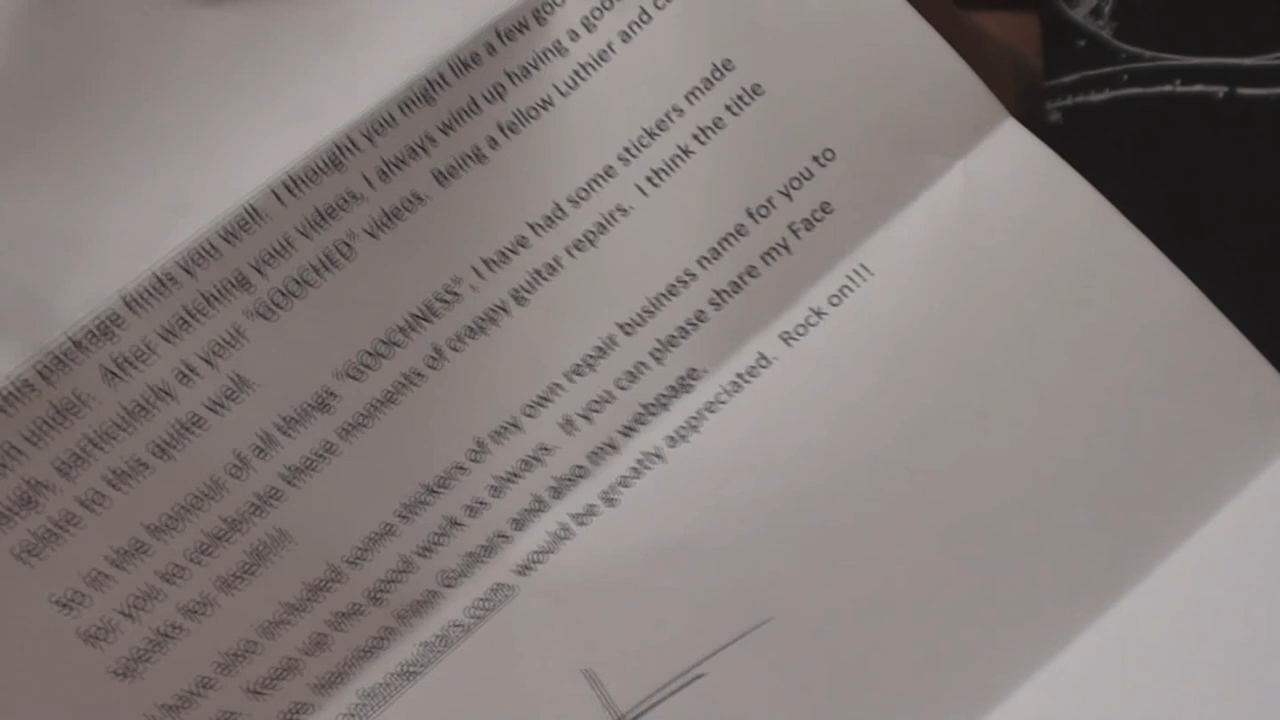 this package finds you well. I thought you might like a few
under. After watching your videos, I always wind up having a good
particularly at your "GOOCHED" videos. Being a fellow Luthier and
relate to this quite well.
So in the honour of all things "GOOCHNESS", I have had some stickers made
for you to celebrate these moments of crappy guitar repairs. I think the title
speaks for itself!!!
have also included some stickers of my own repair business name for you to
Keep up the good work as always. If you can please share my Face
Guitars and also my webpage.
would be greatly appreciated. Rock on!!!